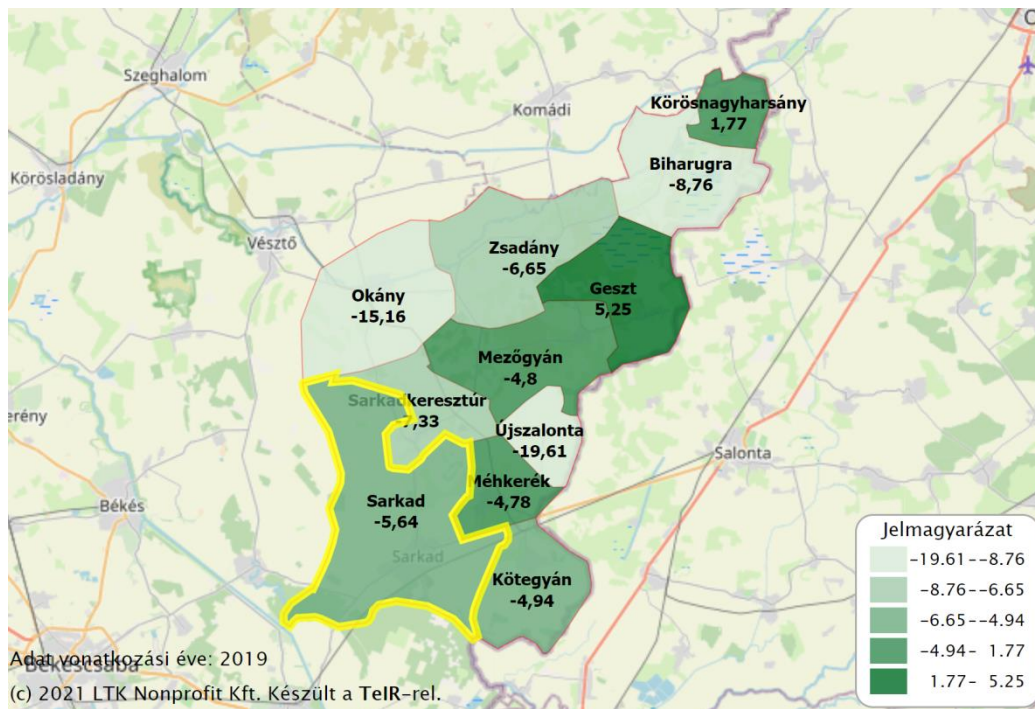 Szeghalom
Komádi
Körösnagyharsány
1,77
Biharugra
-8,76
Körösladány
Vésztő
Zsadány
-6,65
Okány
-15,16
Geszt
5,25
Mezőgyán
-4,8
Sarkadkeresztúr
-7,33
Újszalonta
-19,61
Salonta
Méhkerék
-4,78
Sarkad
-5,64
Békés
Sarkad
Kötegyán
-4,94
Jelmagyarázat
-19.61--8.76
-8.76--6.65
-6.65--4.94
-4.94- 1.77
1.77- 5.25
Békéscsaba
Adat vonatkozási éve: 2019
(c) 2021 LTK Nonprofit Kft. Készült a TeIR-rel.